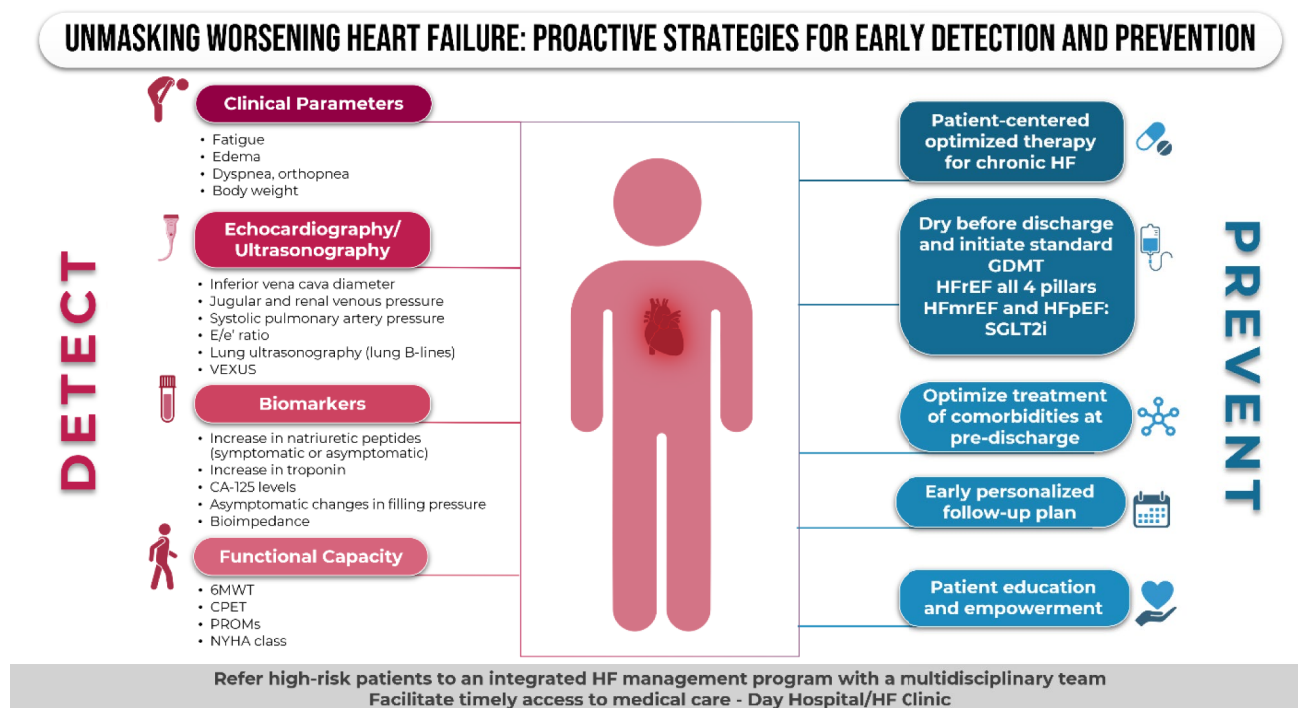 UNMASKING WORSENING HEART FAILURE: PROACTIVE STRATEGIES FOR EARLY DETECTION AND PREVENTION
DETECT
Clinical Parameters
• Fatigue
• Edema
• Dyspnea, orthopnea
• Body weight
Echocardiography/
Ultrasonography
• Inferior vena cava diameter
• Jugular and renal venous pressure
• Systolic pulmonary artery pressure
• E/e' ratio
• Lung ultrasonography (lung B-lines)
• VEXUS
Biomarkers
• Increase in natriuretic peptides
(symptomatic or asymptomatic)
• Increase in troponin
• CA-125 levels
• Asymptomatic changes in filling pressure
• Bioimpedance
Functional Capacity
• 6MWT
• CPET
• PROMs
• NYHA class
PREVENT
Patient-centered
optimized therapy
for chronic HF
Dry before discharge
and initiate standard
GDMT
HFrEF all 4 pillars
HFmrEF and HFpEF:
SGLT2i
Optimize treatment
of comorbidities at
pre-discharge
Early personalized
follow-up plan
Patient education
and empowerment
Refer high-risk patients to an integrated HF management program with a multidisciplinary team
Facilitate timely access to medical care - Day Hospital/HF Clinic